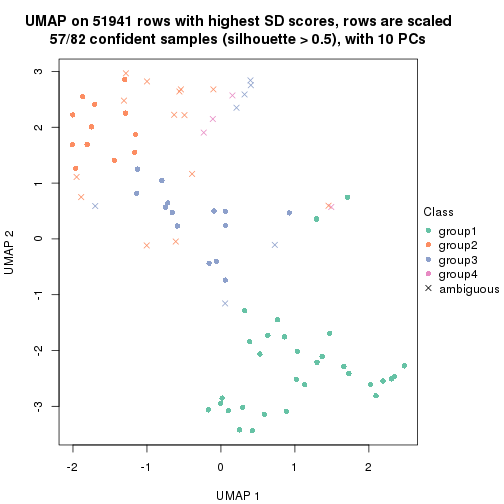 UMAP on 51941 rows with highest SD scores, rows are scaled
57/82 confident samples (silhouette > 0.5), with 10 PCs
3
2
1
0
-1
-2
-3
UMAP 2
-2
-1
0
1
2
UMAP 1
Class
group1
group2
group3
group4
ambiguous